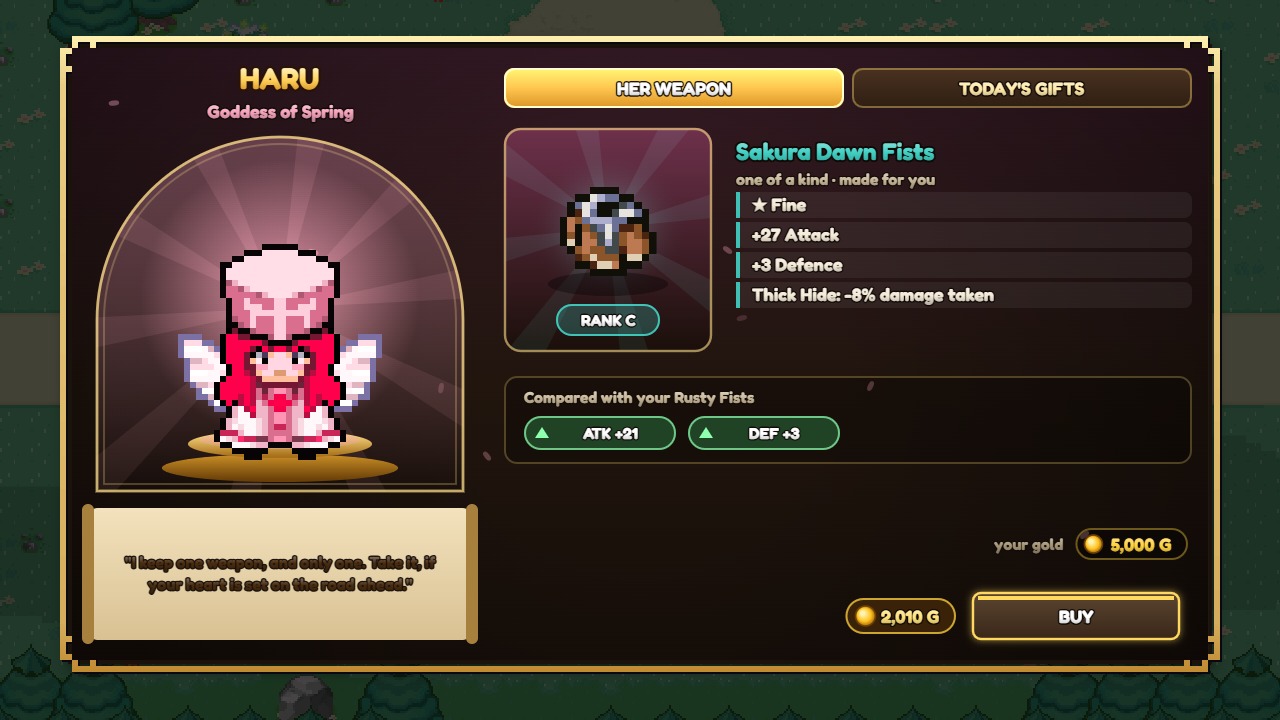 HARU
Goddess of Spring
"I keep one weapon, and only one. Take it, if
your heart is set on the road ahead."
HER WEAPON
TODAY'S GIFTS
RANK C
Sakura Dawn Fists
one of a kind · made for you
★ Fine
+27 Attack
+3 Defence
Thick Hide: -8% damage taken
Compared with your Rusty Fists
▲ ATK +21
▲ DEF +3
your gold 5,000 G
2,010 G
BUY